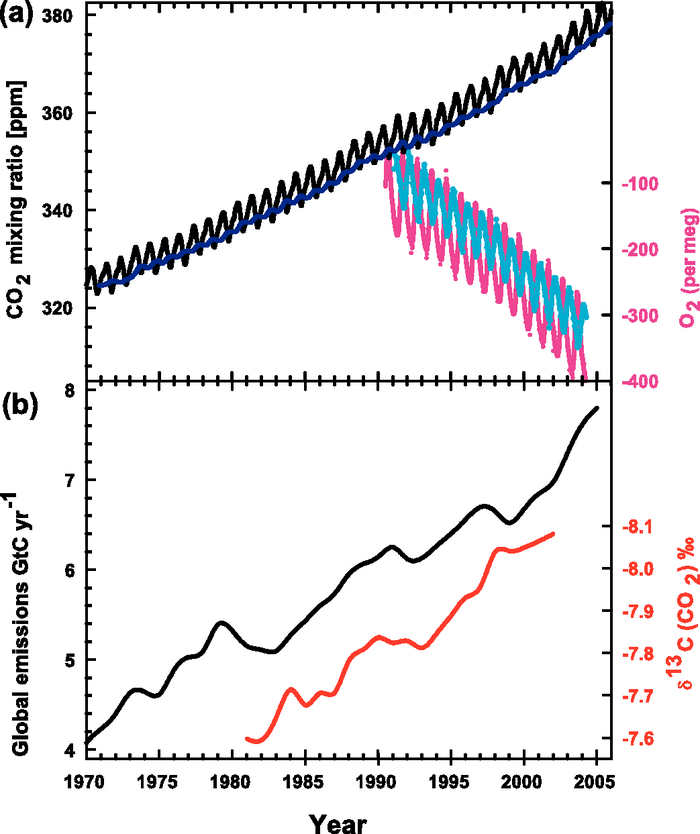 (a)
380
360
340
320
CO2 mixing ratio [ppm]
-100
-200
-300
-400
O2 (per meg)
(b)
8
7
6
5
4
Global emissions GtC yr-1
-8.1
-8.0
-7.9
-7.8
-7.7
-7.6
δ 13C (CO2) ‰
1970 1975 1980 1985 1990 1995 2000 2005
Year